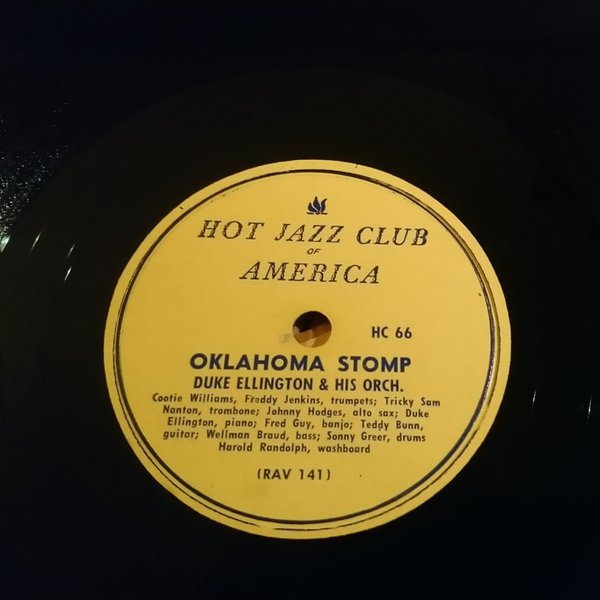 HOT JAZZ CLUB
OF
AMERICA
HC 66
OKLAHOMA STOMP
DUKE ELLINGTON & HIS ORCH.
Cootie Williams, Freddy Jenkins, trumpets; Tricky Sam
Nanton, trombone; Johnny Hodges, alto sax; Duke
Ellington, piano; Fred Guy, banjo; Teddy Bunn,
guitar; Wellman Braud, bass; Sonny Greer, drums
Harold Randolph, washboard
(RAV 141)